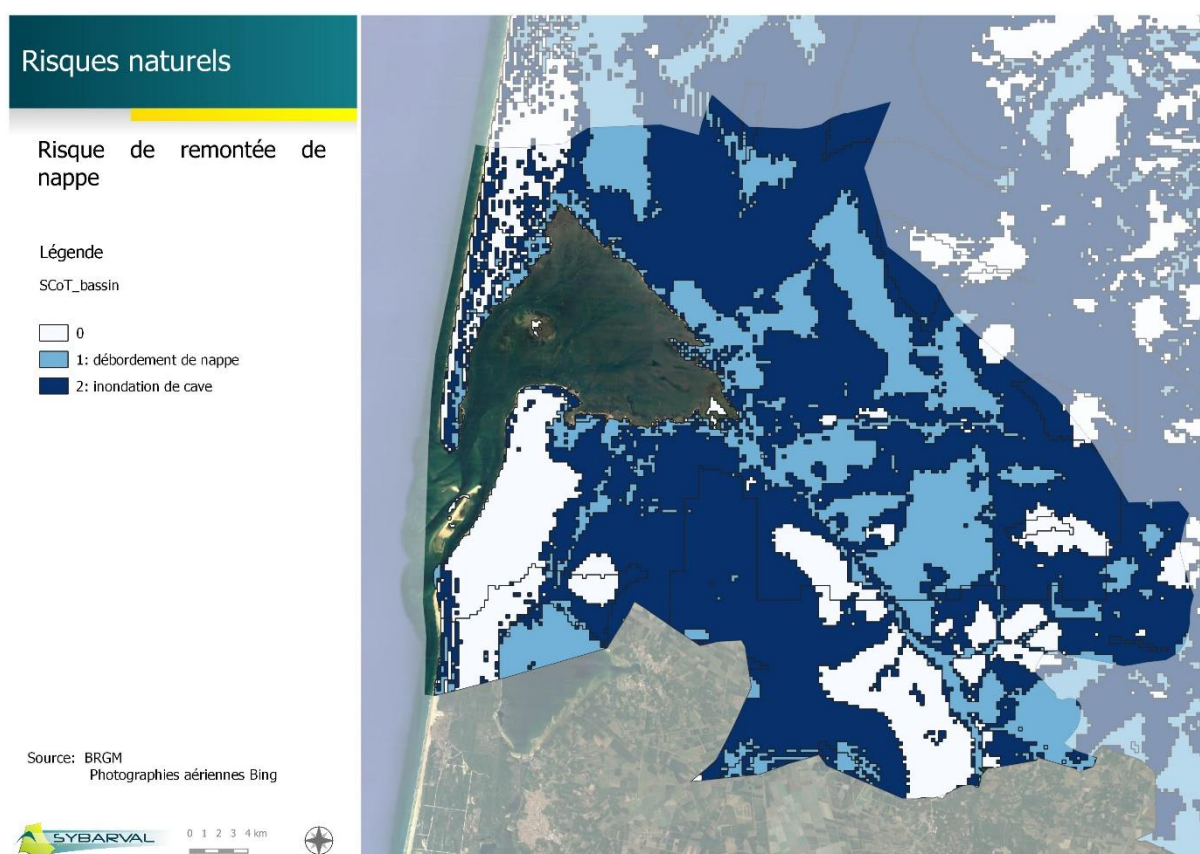 Risques naturels
Risque de remontée de
nappe
Légende
SCoT_bassin
0
1: débordement de nappe
2: inondation de cave
Source: BRGM
Photographies aériennes Bing
SYBARVAL
0 1 2 3 4 km